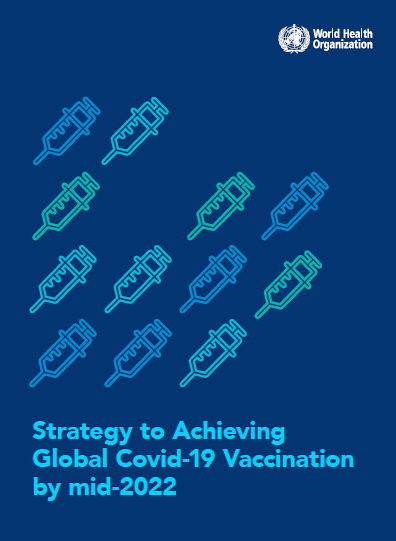 World Health
Organization
Strategy to Achieving
Global Covid-19 Vaccination
by mid-2022